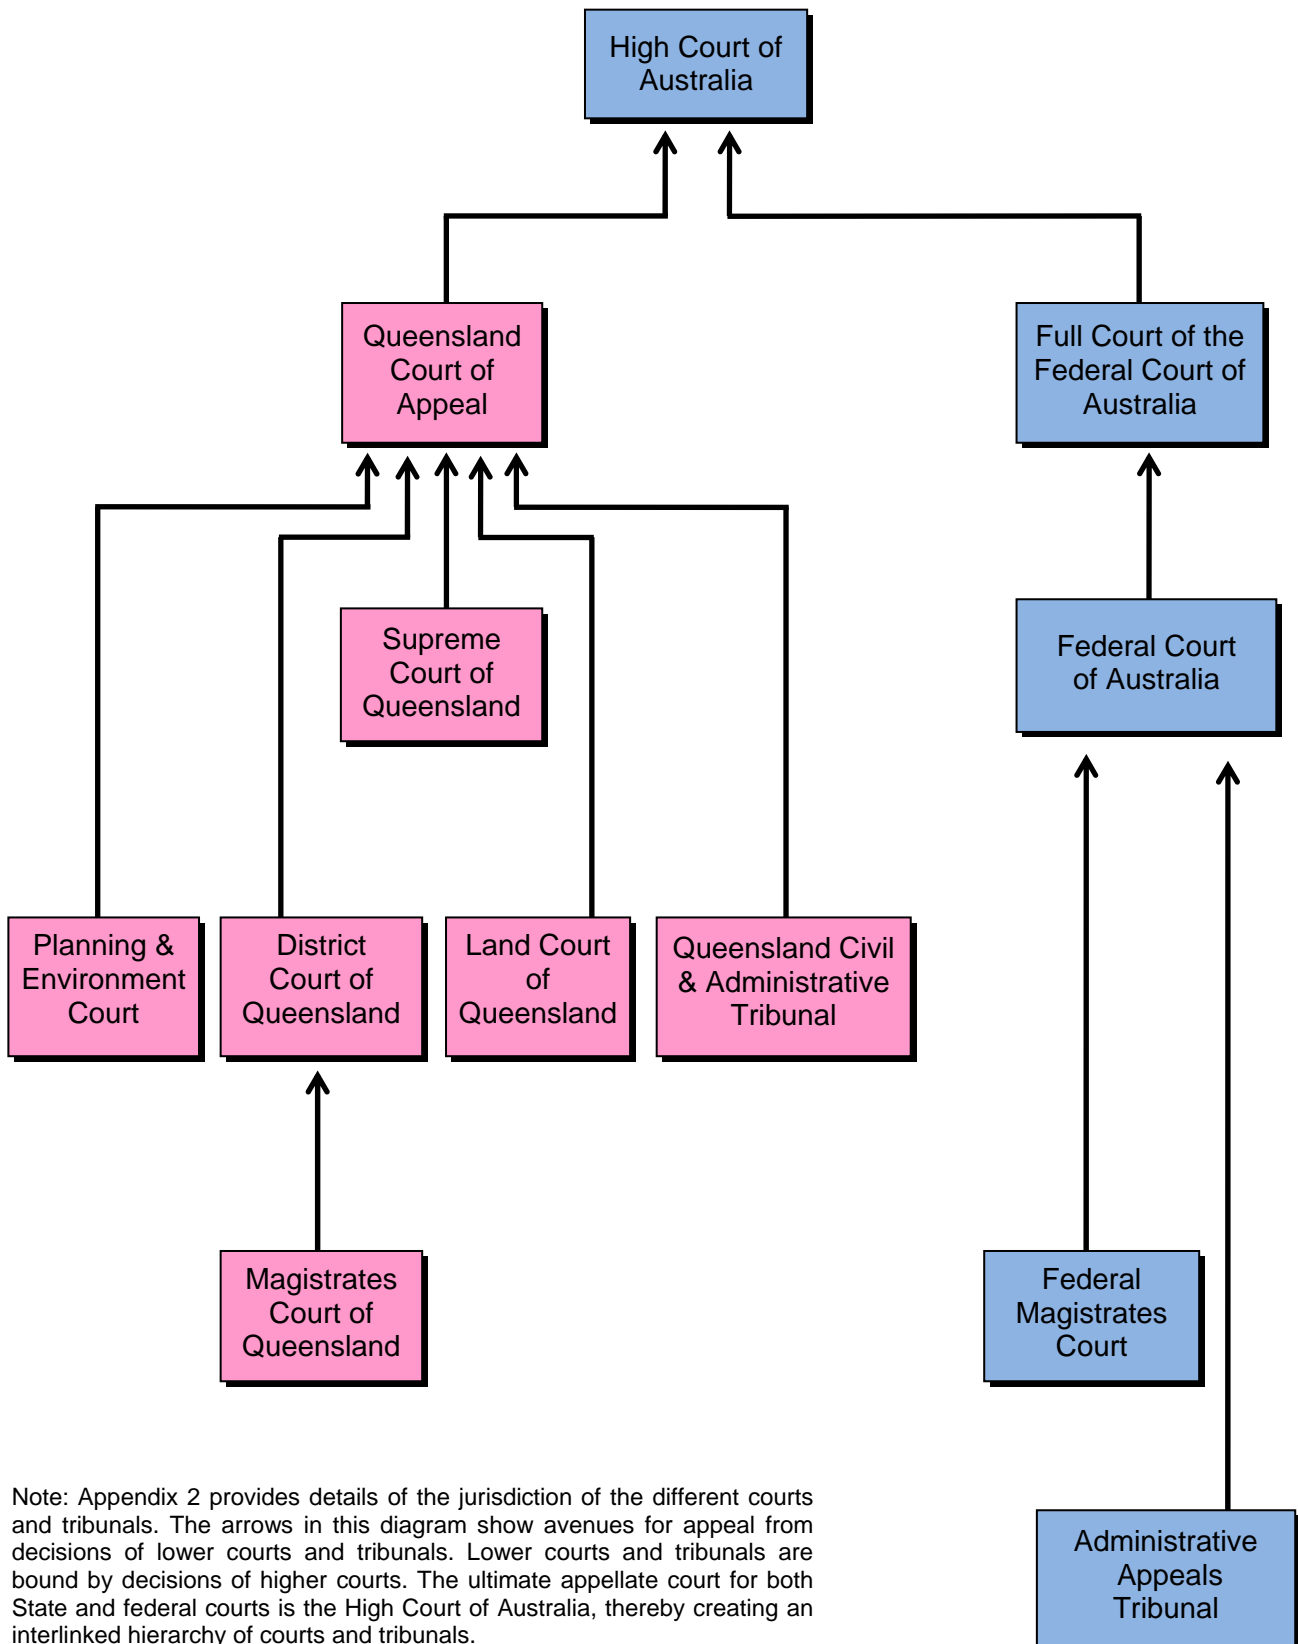 High Court of
Australia
Queensland
Court of
Appeal
Full Court of the
Federal Court of
Australia
Supreme
Court of
Queensland
Federal Court
of Australia
Planning &
Environment
Court
District
Court of
Queensland
Land Court
of
Queensland
Queensland Civil
& Administrative
Tribunal
Magistrates
Court of
Queensland
Federal
Magistrates
Court
Note: Appendix 2 provides details of the jurisdiction of the different courts
and tribunals. The arrows in this diagram show avenues for appeal from
decisions of lower courts and tribunals. Lower courts and tribunals are
bound by decisions of higher courts. The ultimate appellate court for both
State and federal courts is the High Court of Australia, thereby creating an
interlinked hierarchy of courts and tribunals.
Administrative
Appeals
Tribunal